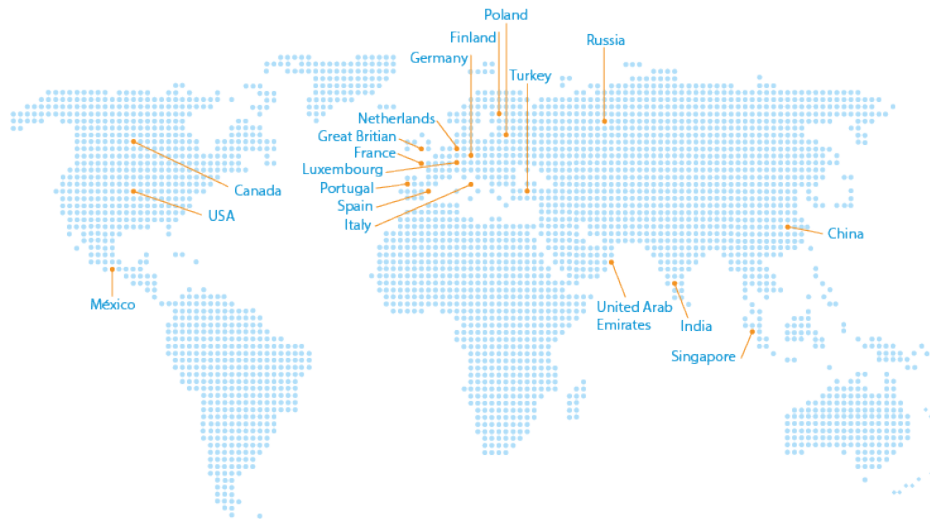 Poland
Finland
Russia
Germany
Turkey
Netherlands
Great Britian
France
Luxembourg
Canada
Portugal
Spain
USA
Italy
China
México
United Arab
Emirates
India
Singapore